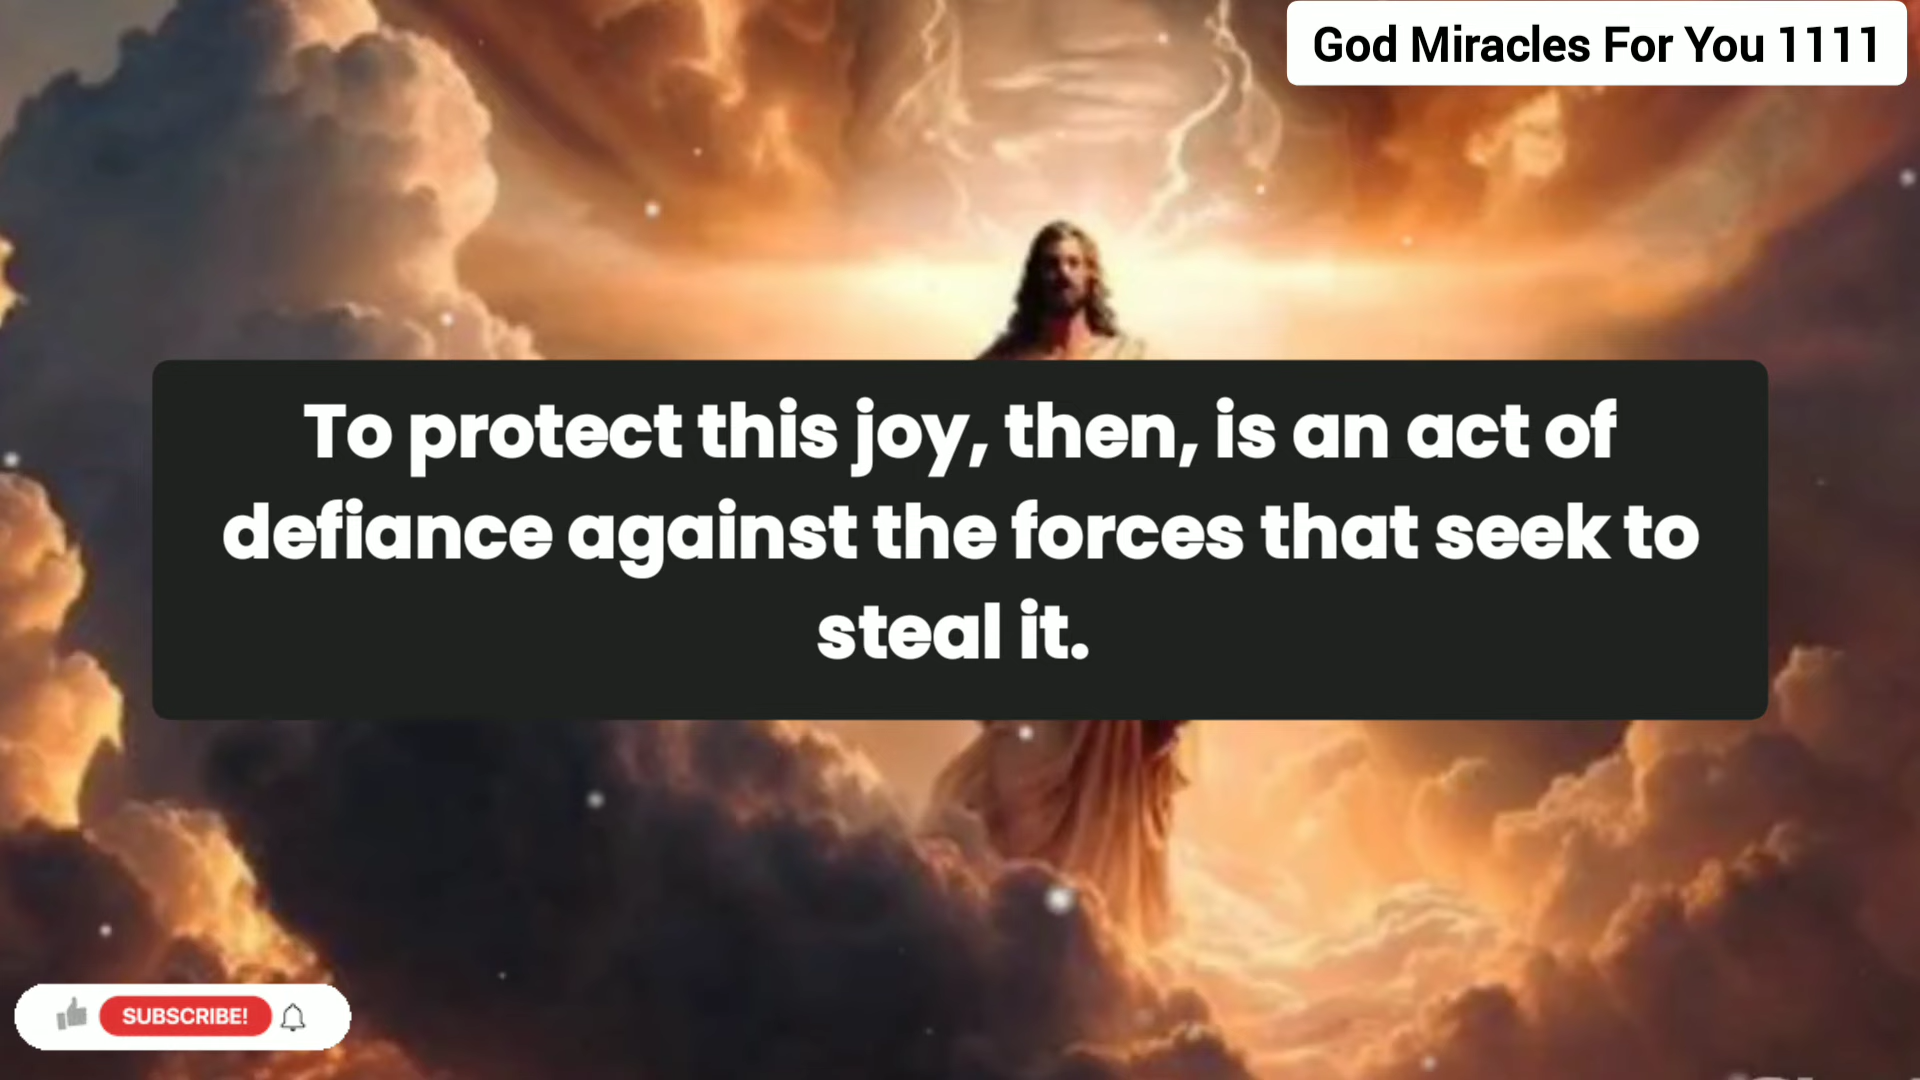 God Miracles For You 1111
To protect this joy, then, is an act of
defiance against the forces that seek to
steal it.
SUBSCRIBE!